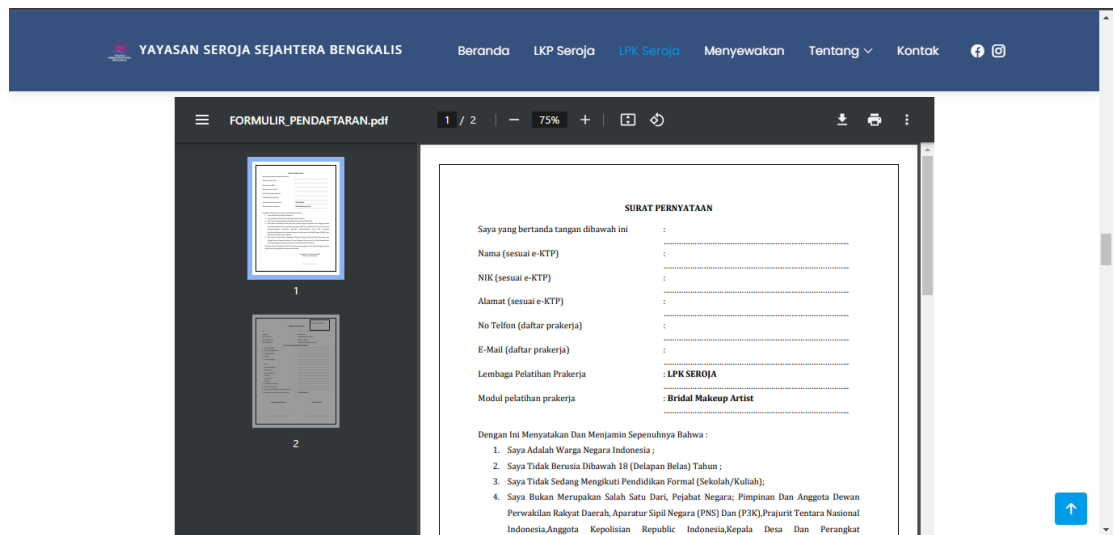 YAYASAN SEROJA SEJAHTERA BENGKALIS Beranda LKP Seroja LPK Seroja Menyewakan Tentang Kontak
FORMULIR_PENDAFTARAN.pdf 1 / 2 75%
1
2
SURAT PERNYATAAN
Saya yang bertanda tangan dibawah ini :
Nama (sesuai e-KTP) :
NIK (sesuai e-KTP) :
Alamat (sesuai e-KTP) :
No Telfon (daftar prakerja) :
E-Mail (daftar prakerja) :
Lembaga Pelatihan Prakerja : LPK SEROJA
Modul pelatihan prakerja : Bridal Makeup Artist
Dengan Ini Menyatakan Dan Menjamin Sepenuhnya Bahwa :
1. Saya Adalah Warga Negara Indonesia ;
2. Saya Tidak Berusia Dibawah 18 (Delapan Belas) Tahun ;
3. Saya Tidak Sedang Mengikuti Pendidikan Formal (Sekolah/Kuliah);
4. Saya Bukan Merupakan Salah Satu Dari, Pejabat Negara; Pimpinan Dan Anggota Dewan
Perwakilan Rakyat Daerah, Aparatur Sipil Negara (PNS) Dan (P3K),Prajurit Tentara Nasional
Indonesia,Anggota Kepolisian Republic Indonesia,Kepala Desa Dan Perangkat